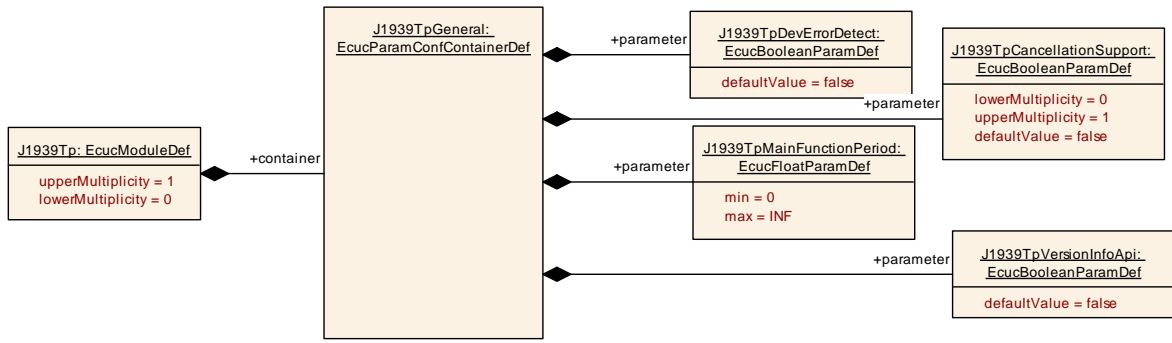 J1939TpGeneral:
EcucParamConfContainerDef
+parameter
J1939TpDevErrorDetect:
EcucBooleanParamDef
defaultValue = false
J1939TpCancellationSupport:
EcucBooleanParamDef
+parameter
lowerMultiplicity = 0
upperMultiplicity = 1
defaultValue = false
J1939Tp: EcucModuleDef
upperMultiplicity = 1
lowerMultiplicity = 0
+container
+parameter
J1939TpMainFunctionPeriod:
EcucFloatParamDef
min = 0
max = INF
+parameter
J1939TpVersionInfoApi:
EcucBooleanParamDef
defaultValue = false